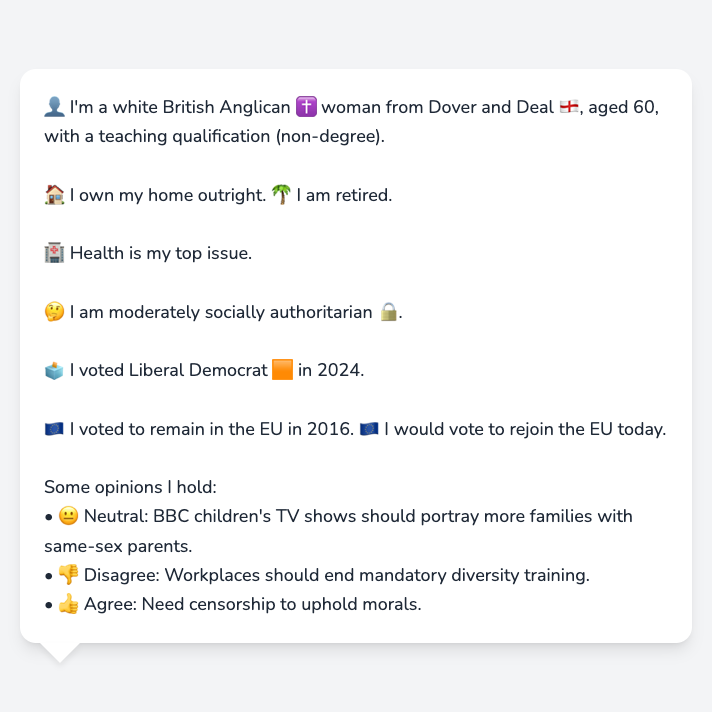 👤 I'm a white British Anglican ✝️ woman from Dover and Deal 🏴󠁧󠁢󠁥󠁮󠁧󠁿, aged 60,
with a teaching qualification (non-degree).
🏠 I own my home outright. 🌴 I am retired.
🏥 Health is my top issue.
🤔 I am moderately socially authoritarian 🔒.
🗳️ I voted Liberal Democrat 🟧 in 2024.
🇪🇺 I voted to remain in the EU in 2016. 🇪🇺 I would vote to rejoin the EU today.
Some opinions I hold:
• 😐 Neutral: BBC children's TV shows should portray more families with
same-sex parents.
• 👎 Disagree: Workplaces should end mandatory diversity training.
• 👍 Agree: Need censorship to uphold morals.